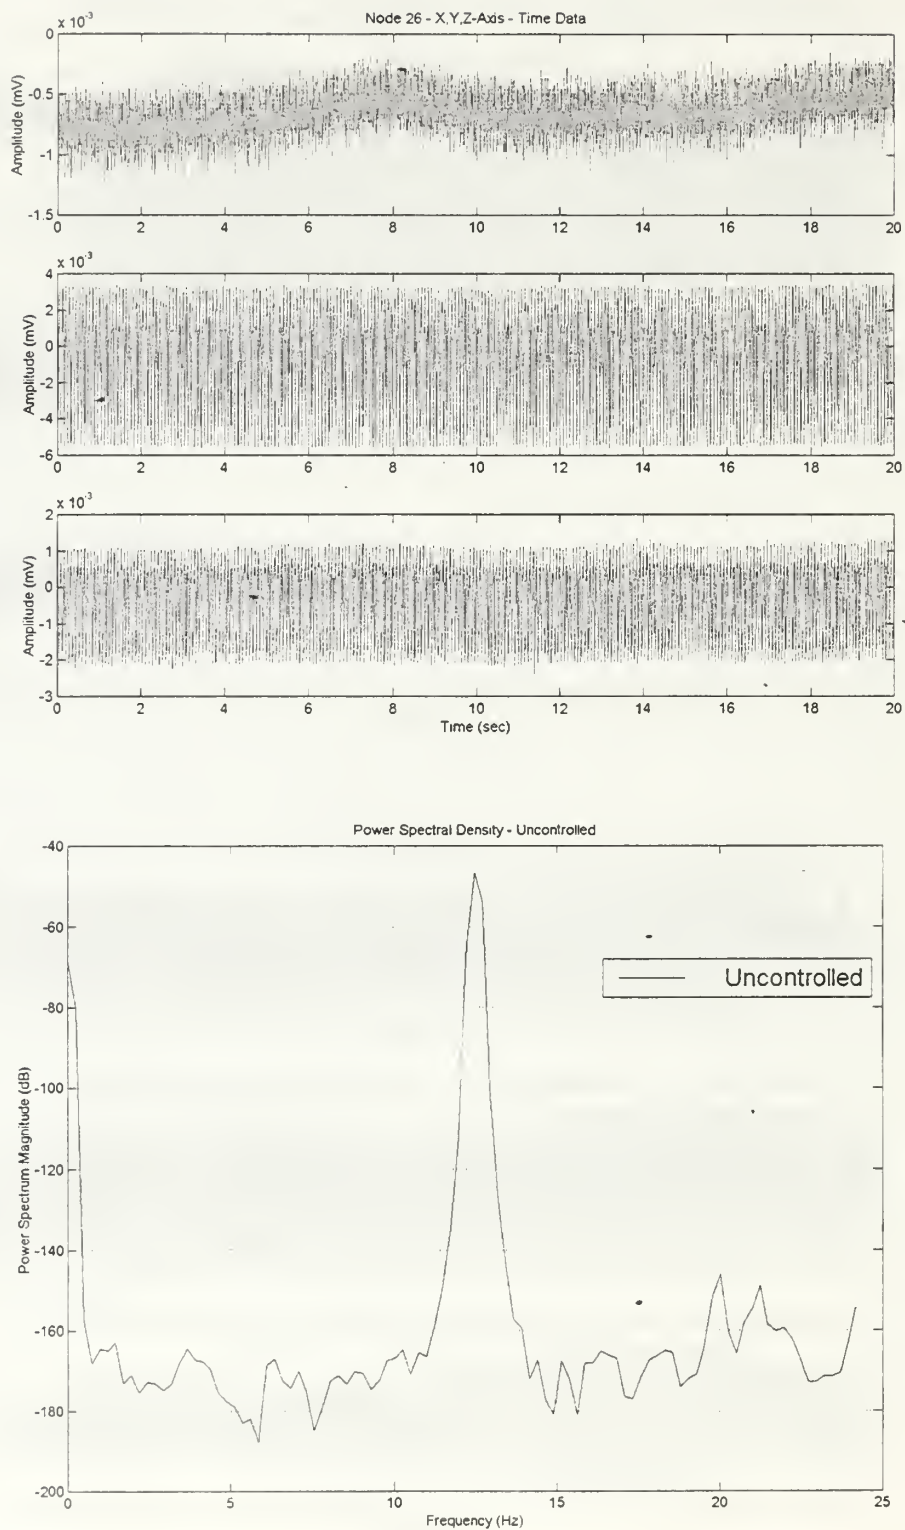 Node 26 - X,Y,Z-Axis - Time Data
x 10-3
0
-0.5
-1
-1.5
Amplitude (mV)
0 2 4 6 8 10 12 14 16 18 20
x 10-3
4
2
0
-2
-4
-6
Amplitude (mV)
0 2 4 6 8 10 12 14 16 18 20
x 10-3
2
1
0
-1
-2
-3
Amplitude (mV)
0 2 4 6 8 10 12 14 16 18 20
Time (sec)
Power Spectral Density - Uncontrolled
-40
-60
-80
-100
-120
-140
-160
-180
-200
Power Spectrum Magnitude (dB)
Uncontrolled
0 5 10 15 20 25
Frequency (Hz)